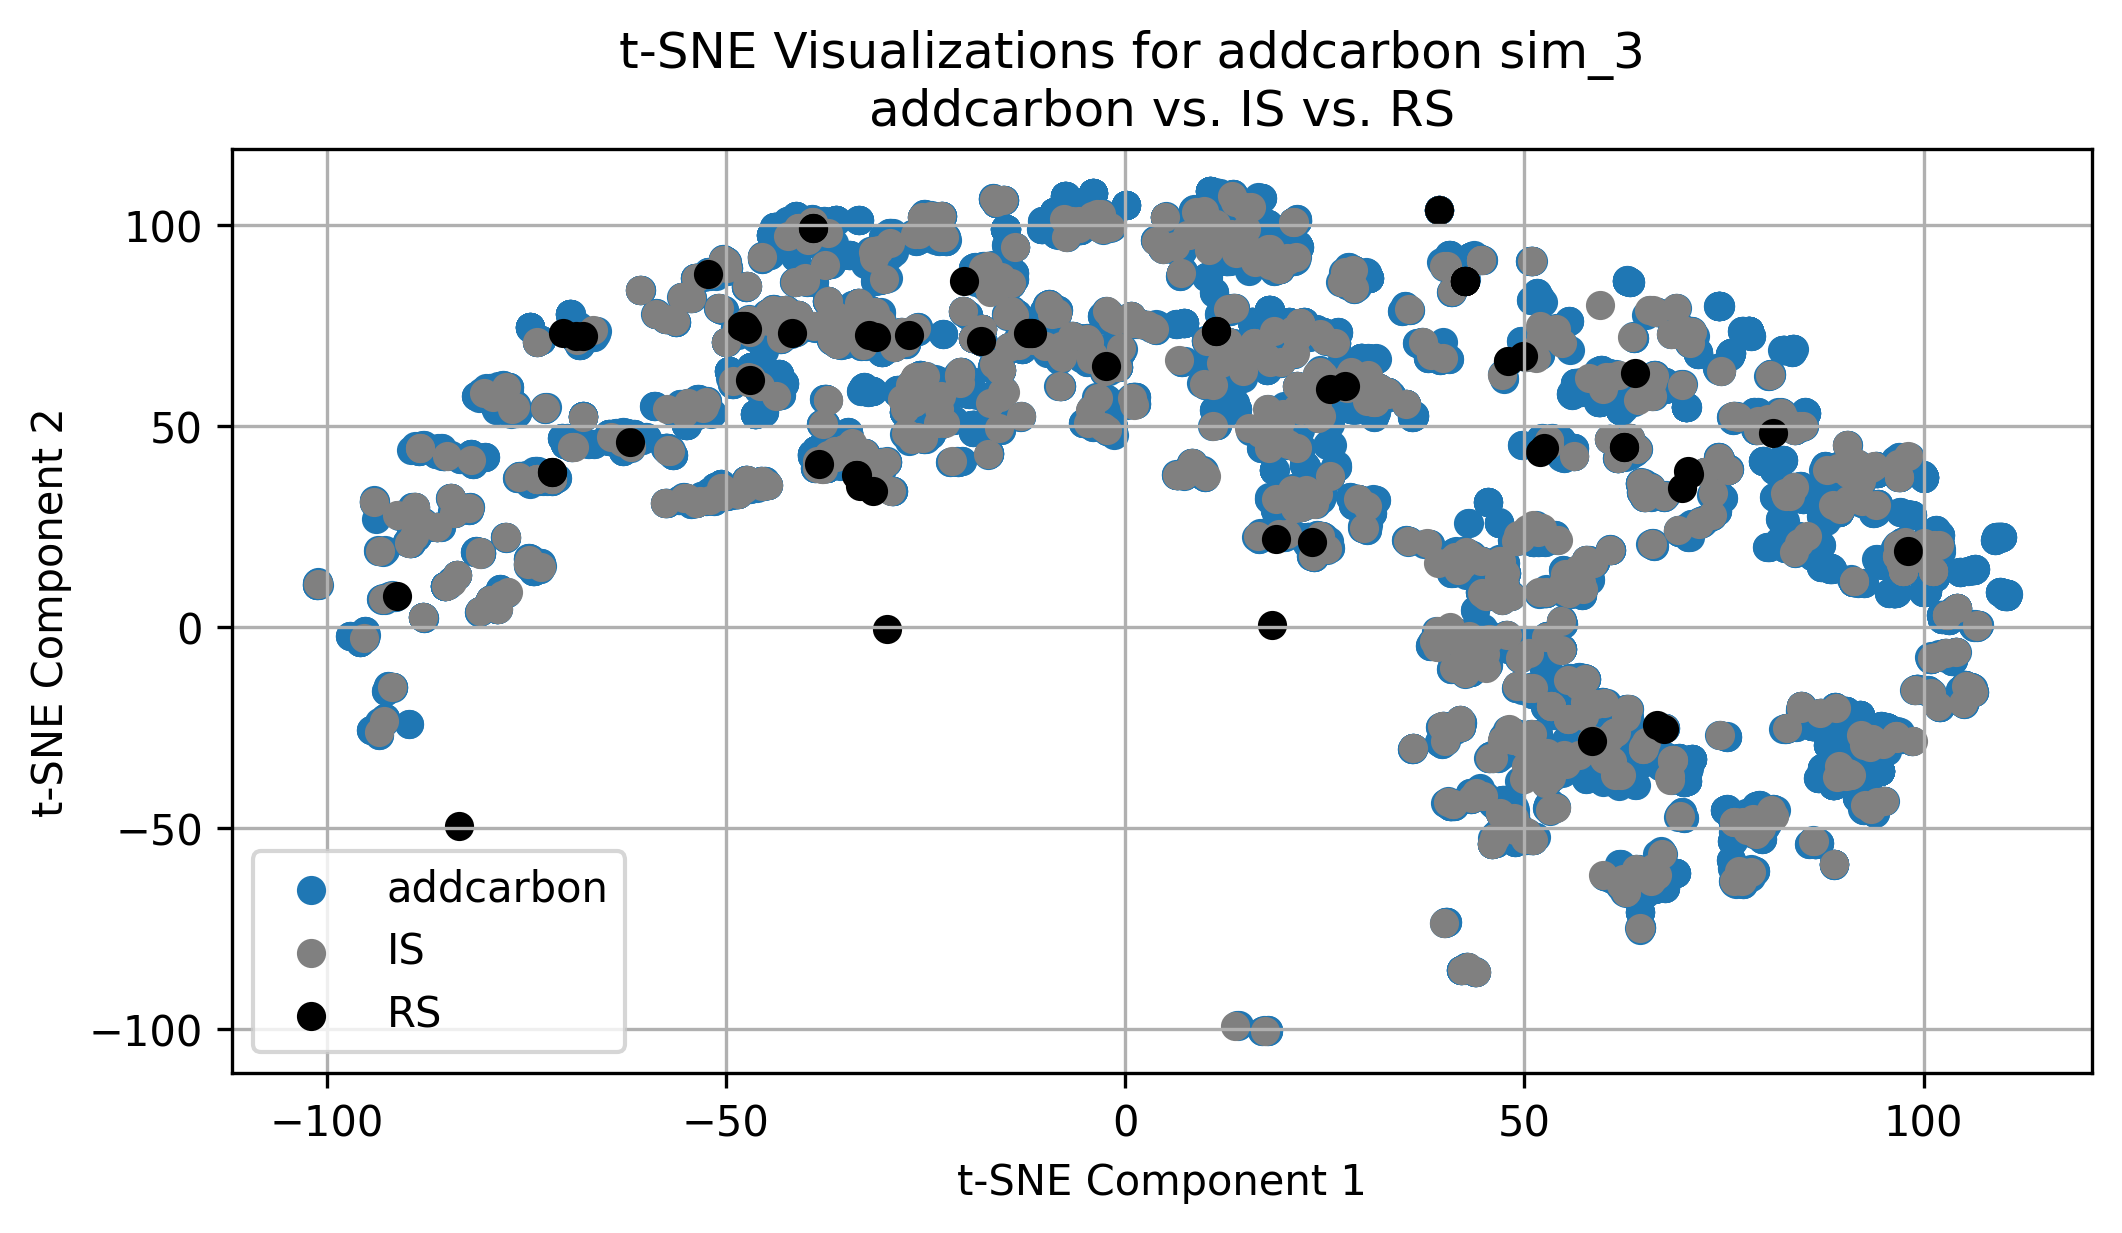 t-SNE Visualizations for addcarbon sim_3
addcarbon vs. IS vs. RS
t-SNE Component 2
100
50
0
−50
−100
addcarbon
IS
RS
−100
−50
0
50
100
t-SNE Component 1